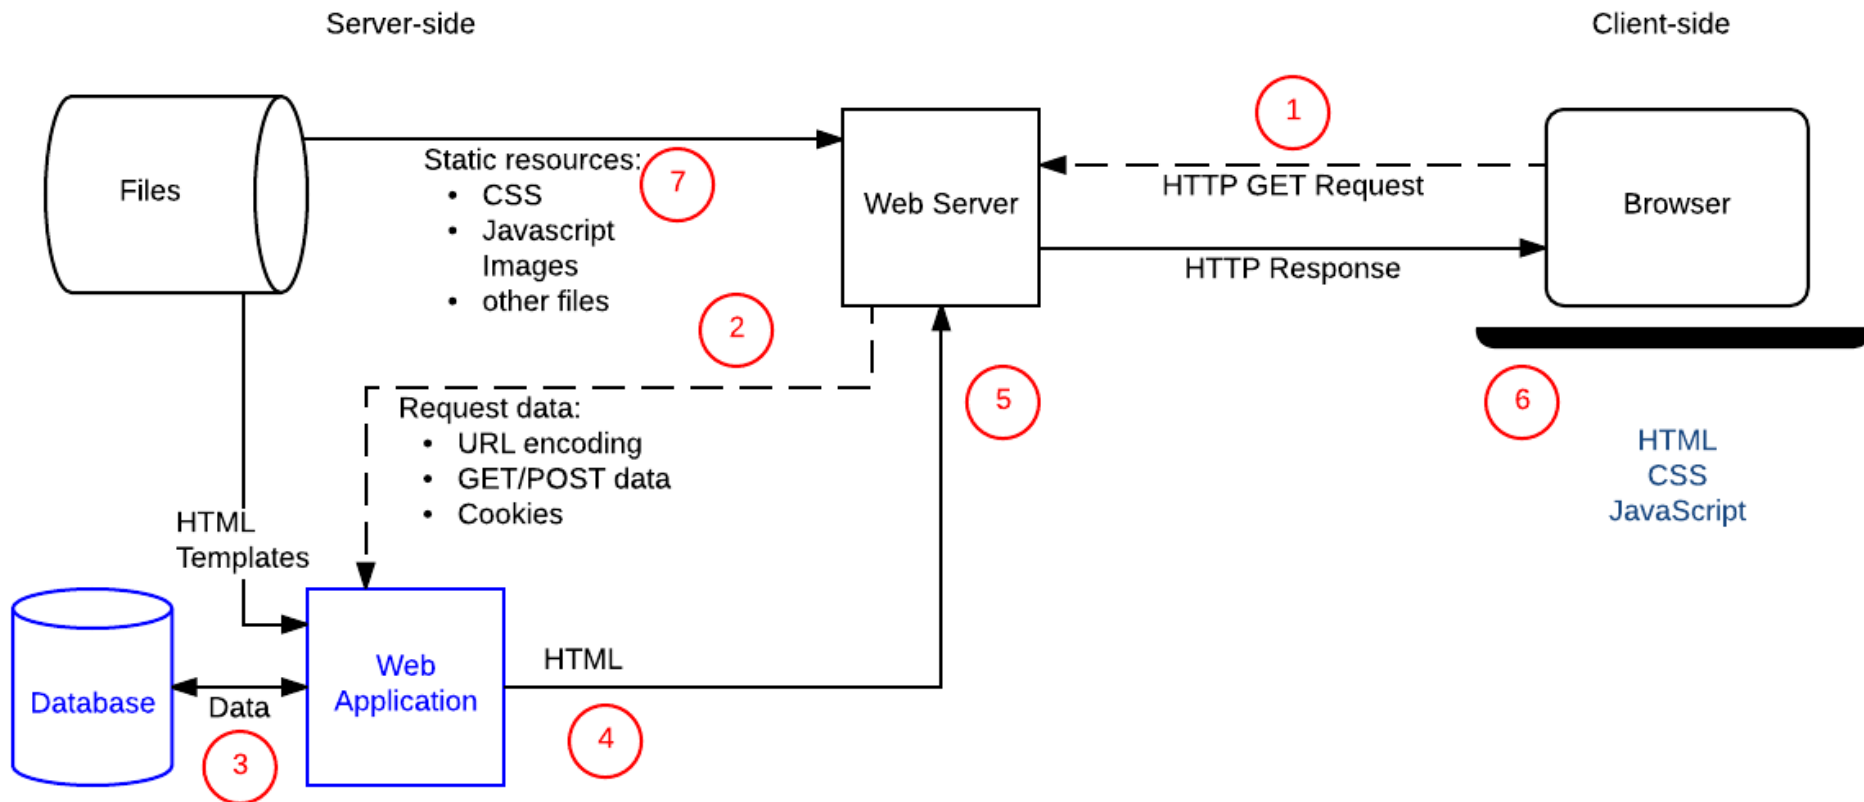 Server-side
Client-side
Files
Static resources:
• CSS
• Javascript
Images
• other files
7
Web Server
1
HTTP GET Request
HTTP Response
Browser
2
Request data:
• URL encoding
• GET/POST data
• Cookies
5
6
HTML
CSS
JavaScript
HTML
Templates
Database
Data
3
Web
Application
HTML
4